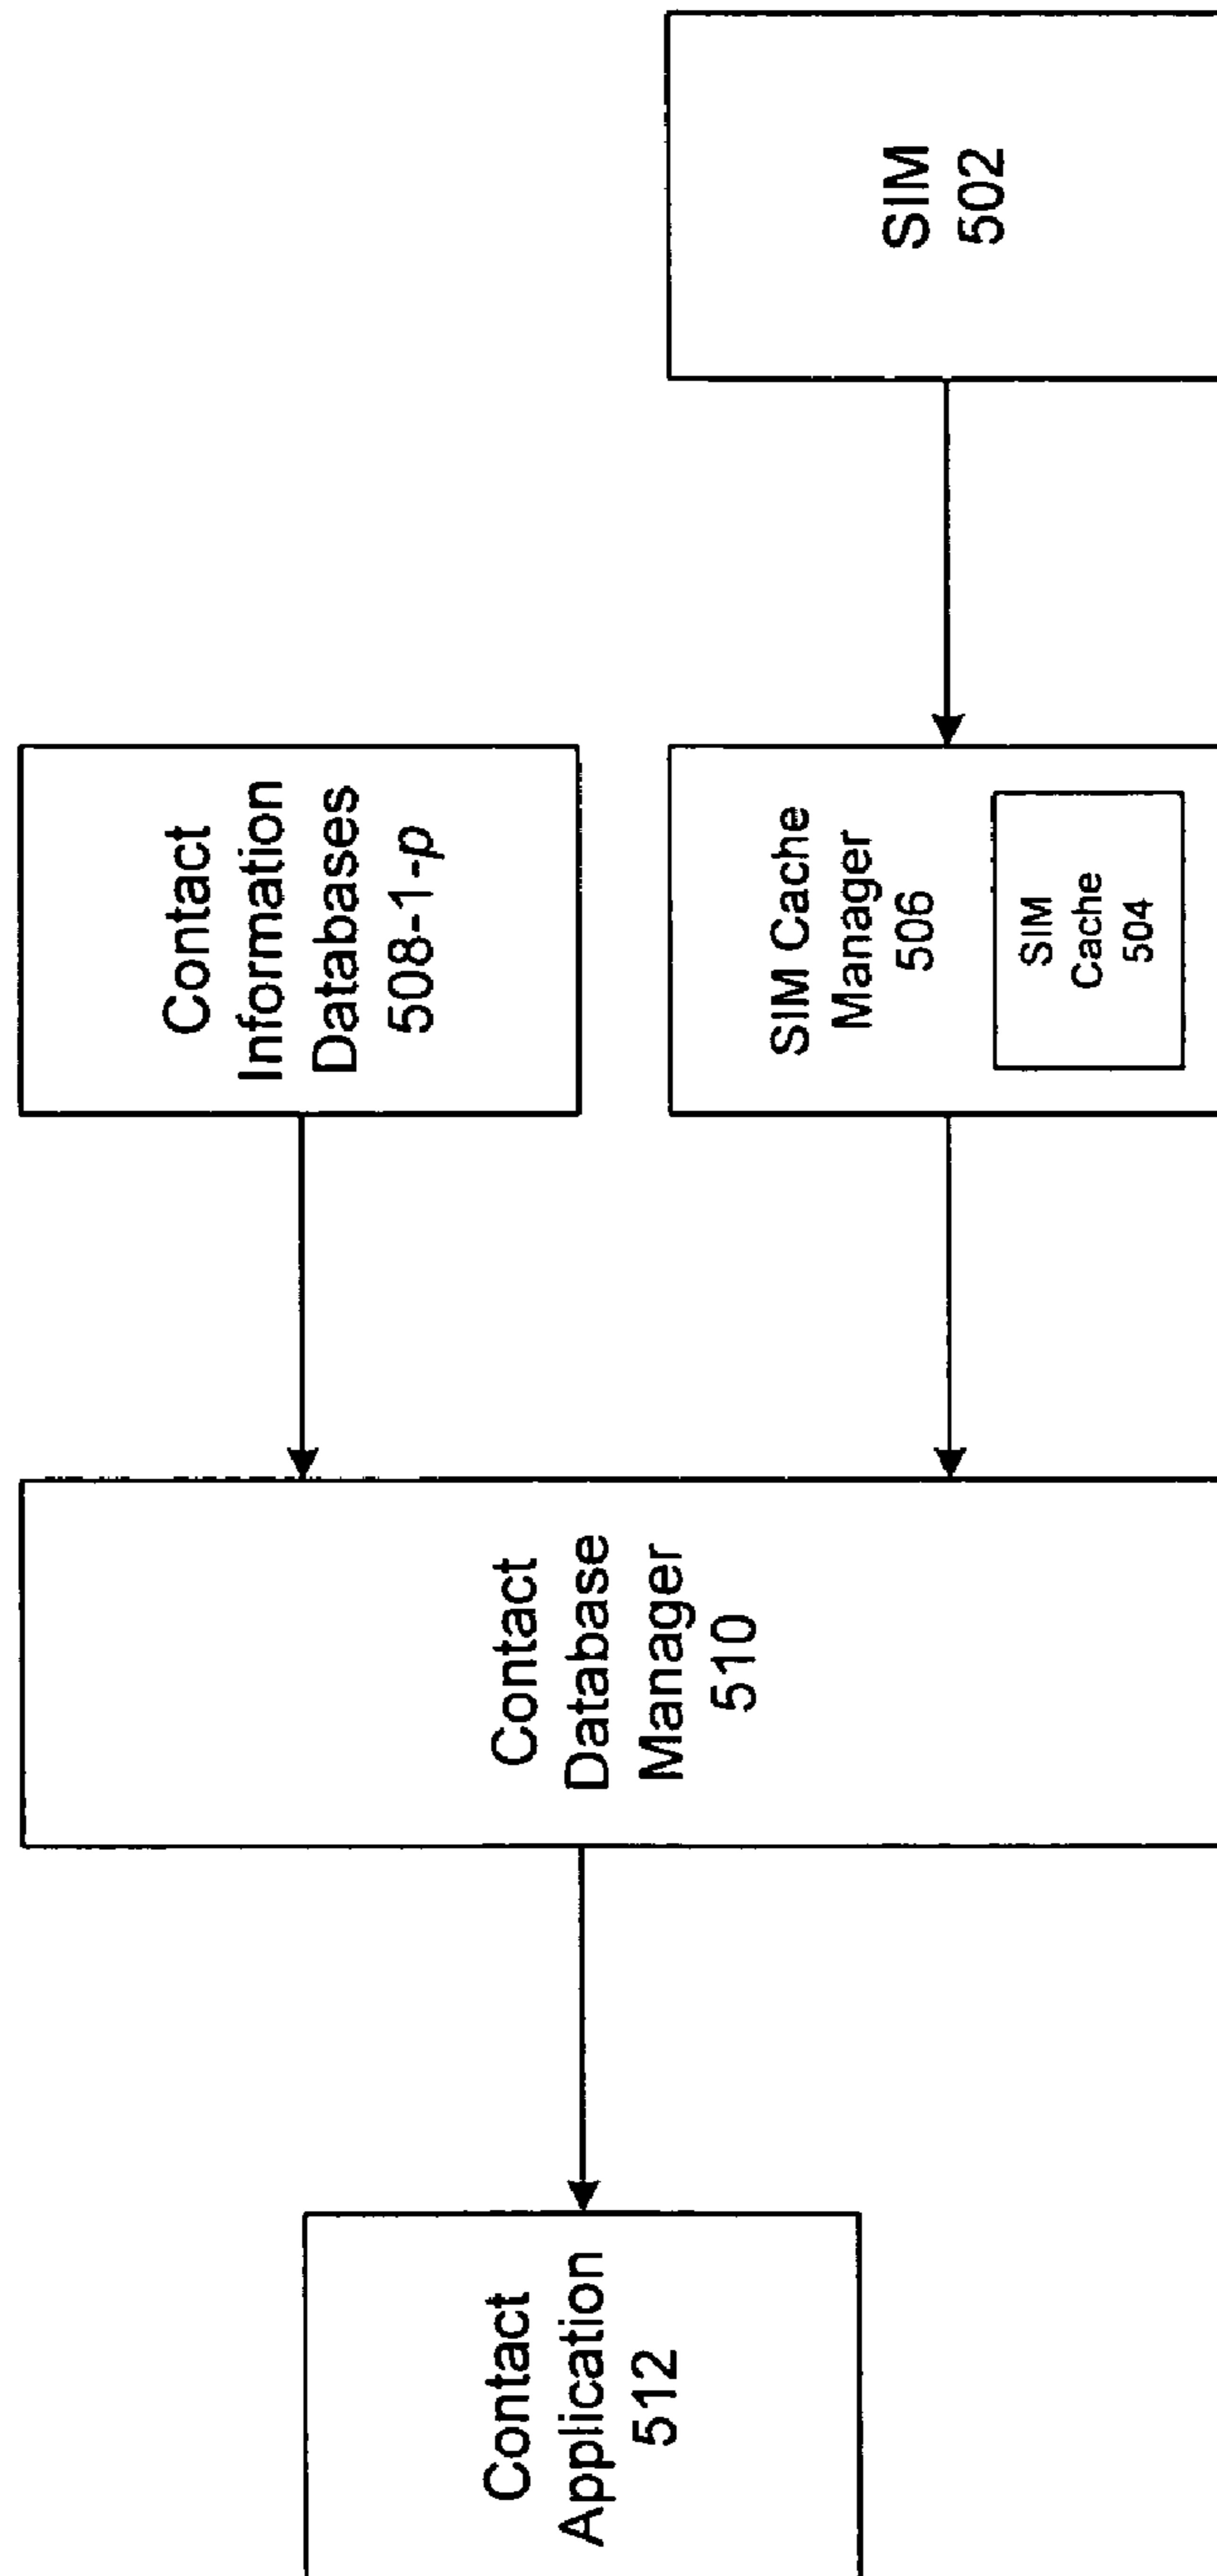 Contact
Application
512
Contact
Database
Manager
510
Contact
Information
Databases
508-1-p
SIM Cache
Manager
506
SIM
Cache
504
SIM
502